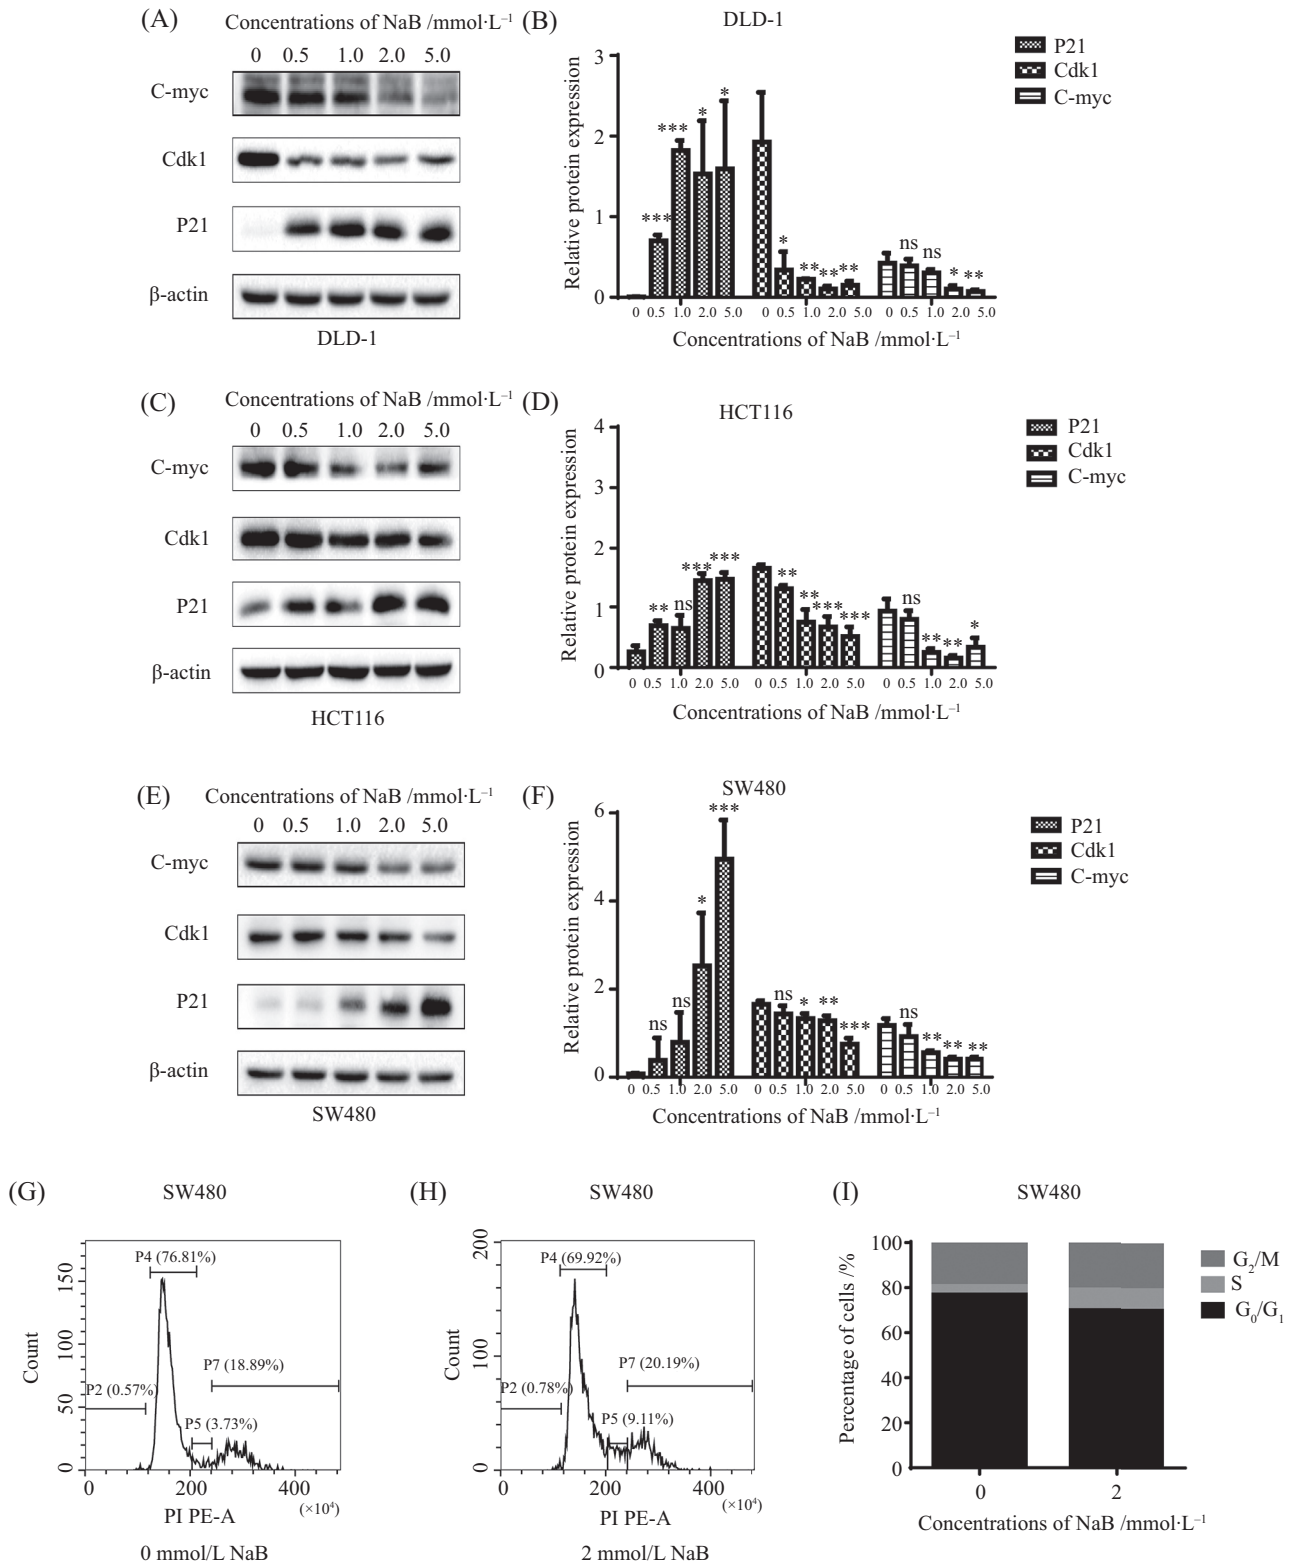 (A) Concentrations of NaB /mmol·L⁻¹
0 0.5 1.0 2.0 5.0
C-myc
Cdk1
P21
β-actin
DLD-1
(B) DLD-1
P21
Cdk1
C-myc
Relative protein expression
3
2
1
0
*** *** * *
* ** ** **
ns ns * **
0 0.5 1.0 2.0 5.0 0 0.5 1.0 2.0 5.0 0 0.5 1.0 2.0 5.0
Concentrations of NaB /mmol·L⁻¹
(C) Concentrations of NaB /mmol·L⁻¹
0 0.5 1.0 2.0 5.0
C-myc
Cdk1
P21
β-actin
HCT116
(D) HCT116
P21
Cdk1
C-myc
Relative protein expression
4
3
2
1
0
** ns *** ***
** ** *** ***
ns ** ** *
0 0.5 1.0 2.0 5.0 0 0.5 1.0 2.0 5.0 0 0.5 1.0 2.0 5.0
Concentrations of NaB /mmol·L⁻¹
(E) Concentrations of NaB /mmol·L⁻¹
0 0.5 1.0 2.0 5.0
C-myc
Cdk1
P21
β-actin
SW480
(F) SW480
P21
Cdk1
C-myc
Relative protein expression
6
4
2
0
ns ns * ***
ns * ** ***
ns ** ** **
0 0.5 1.0 2.0 5.0 0 0.5 1.0 2.0 5.0 0 0.5 1.0 2.0 5.0
Concentrations of NaB /mmol·L⁻¹
(G) SW480
Count
150
100
50
0
P4 (76.81%)
P7 (18.89%)
P2 (0.57%)
P5 (3.73%)
0 200 400
(×10⁴)
PI PE-A
0 mmol/L NaB
(H) SW480
Count
200
100
0
P4 (69.92%)
P7 (20.19%)
P2 (0.78%)
P5 (9.11%)
0 200 400
(×10⁴)
PI PE-A
2 mmol/L NaB
(I) SW480
Percentage of cells /%
100
80
60
40
20
0
G₂/M
S
G₀/G₁
0 2
Concentrations of NaB /mmol·L⁻¹